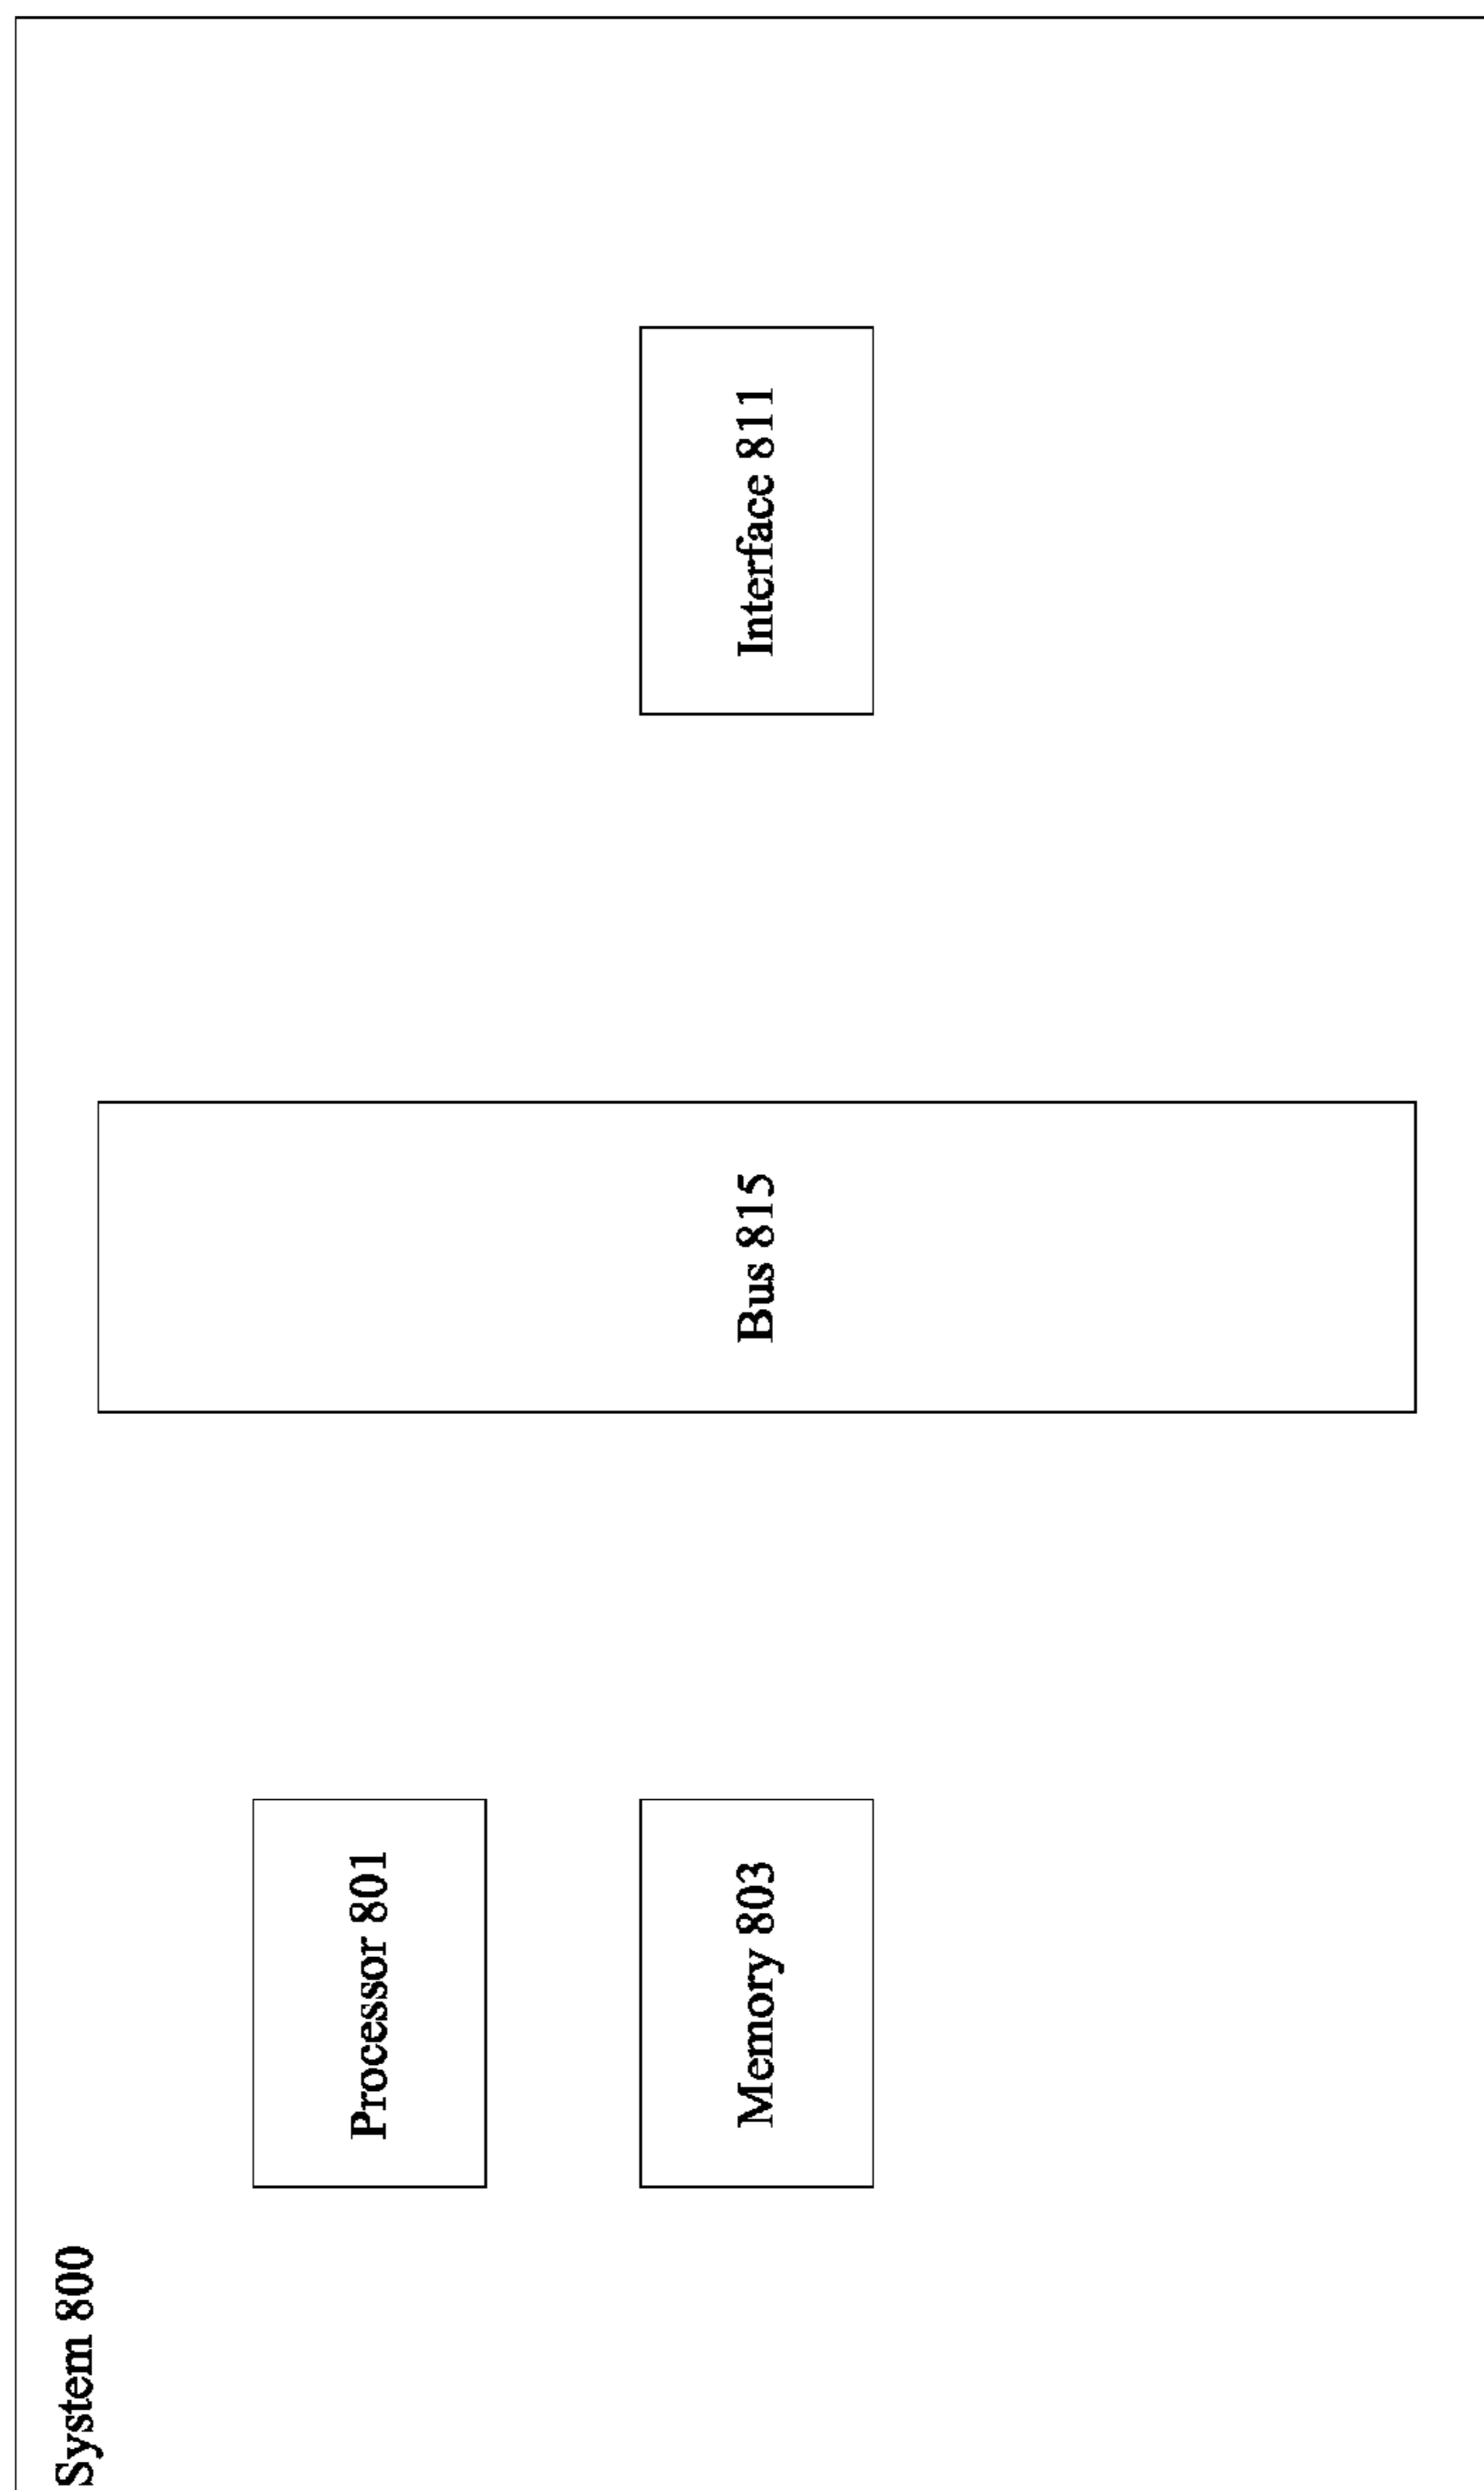 System 800
Processor 801
Memory 803
Bus 815
Interface 811